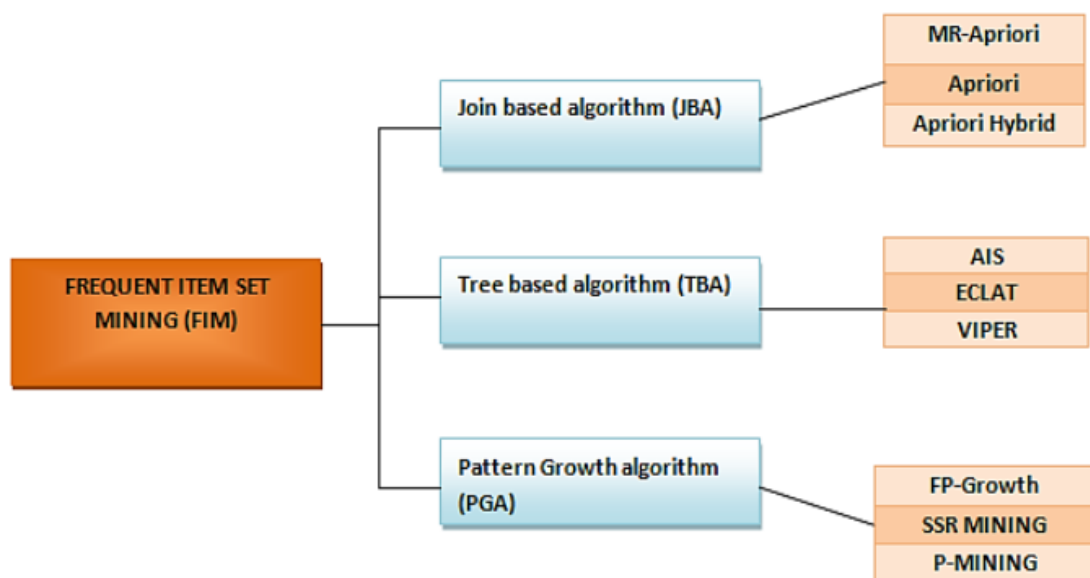 FREQUENT ITEM SET
MINING (FIM)
Join based algorithm (JBA)
MR-Apriori
Apriori
Apriori Hybrid
Tree based algorithm (TBA)
AIS
ECLAT
VIPER
Pattern Growth algorithm
(PGA)
FP-Growth
SSR MINING
P-MINING